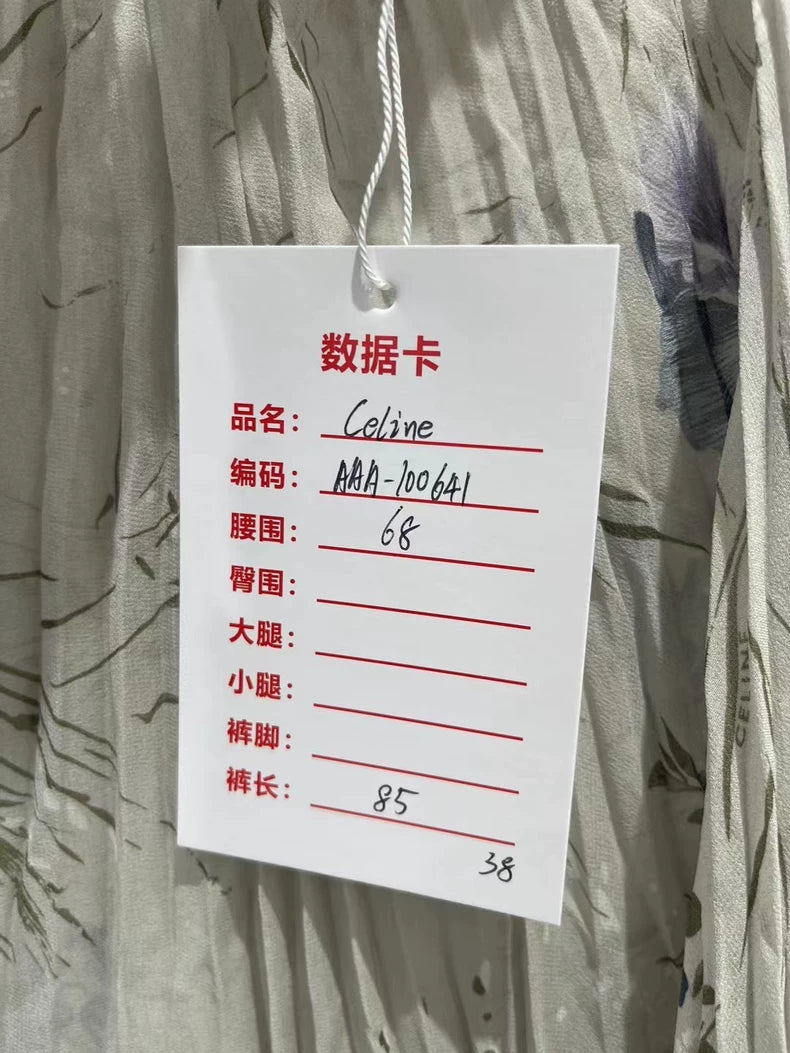 数据卡
品名： Celine
编码： AAA-100641
腰围： 68
臀围：
大腿：
小腿：
裤脚：
裤长： 85
38
CELINE